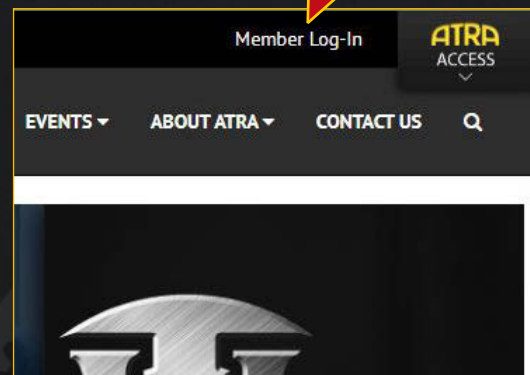 Member Log-In
ATRA
ACCESS
EVENTS ABOUT ATRA CONTACT US